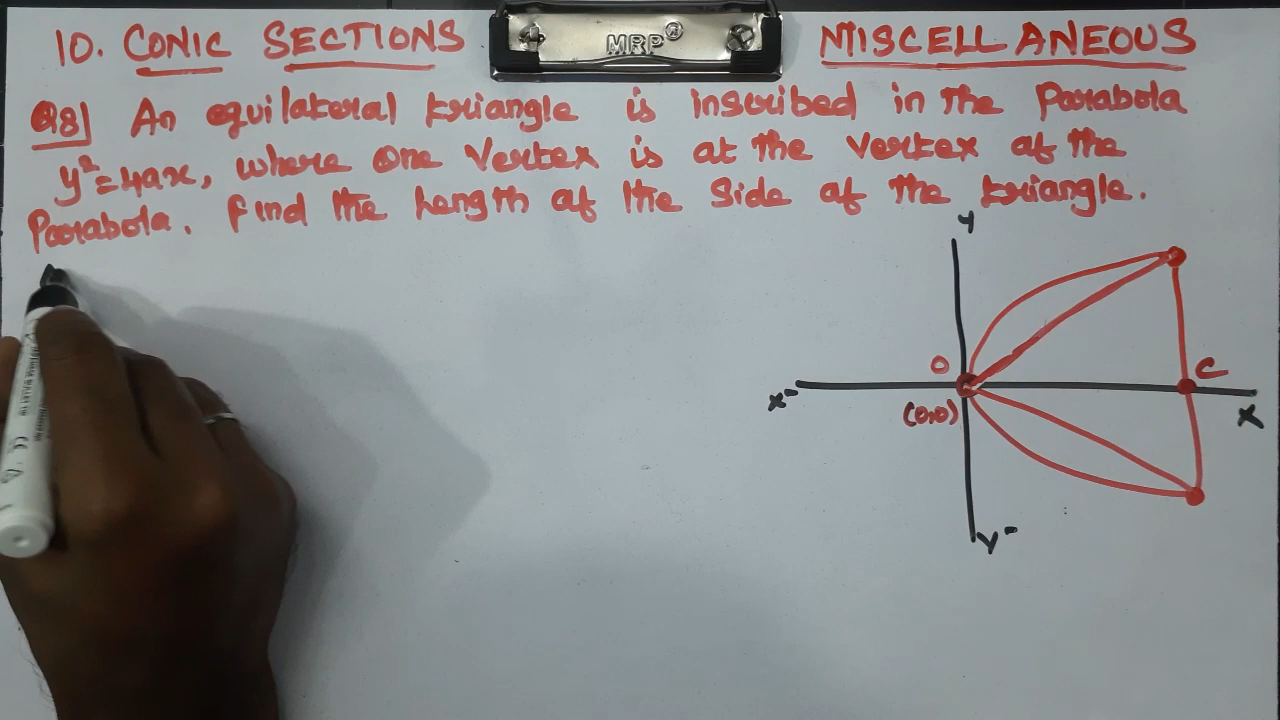 10. CONIC SECTIONS
MRP®
MISCELLANEOUS
Q8] An equilateral triangle is inscribed in the Parabola
y²=4ax, where One Vertex is at the Vertex of the
Parabola. Find the Length of the Side of the triangle.
Y
O
C
X-
(0,0)
X
Y-